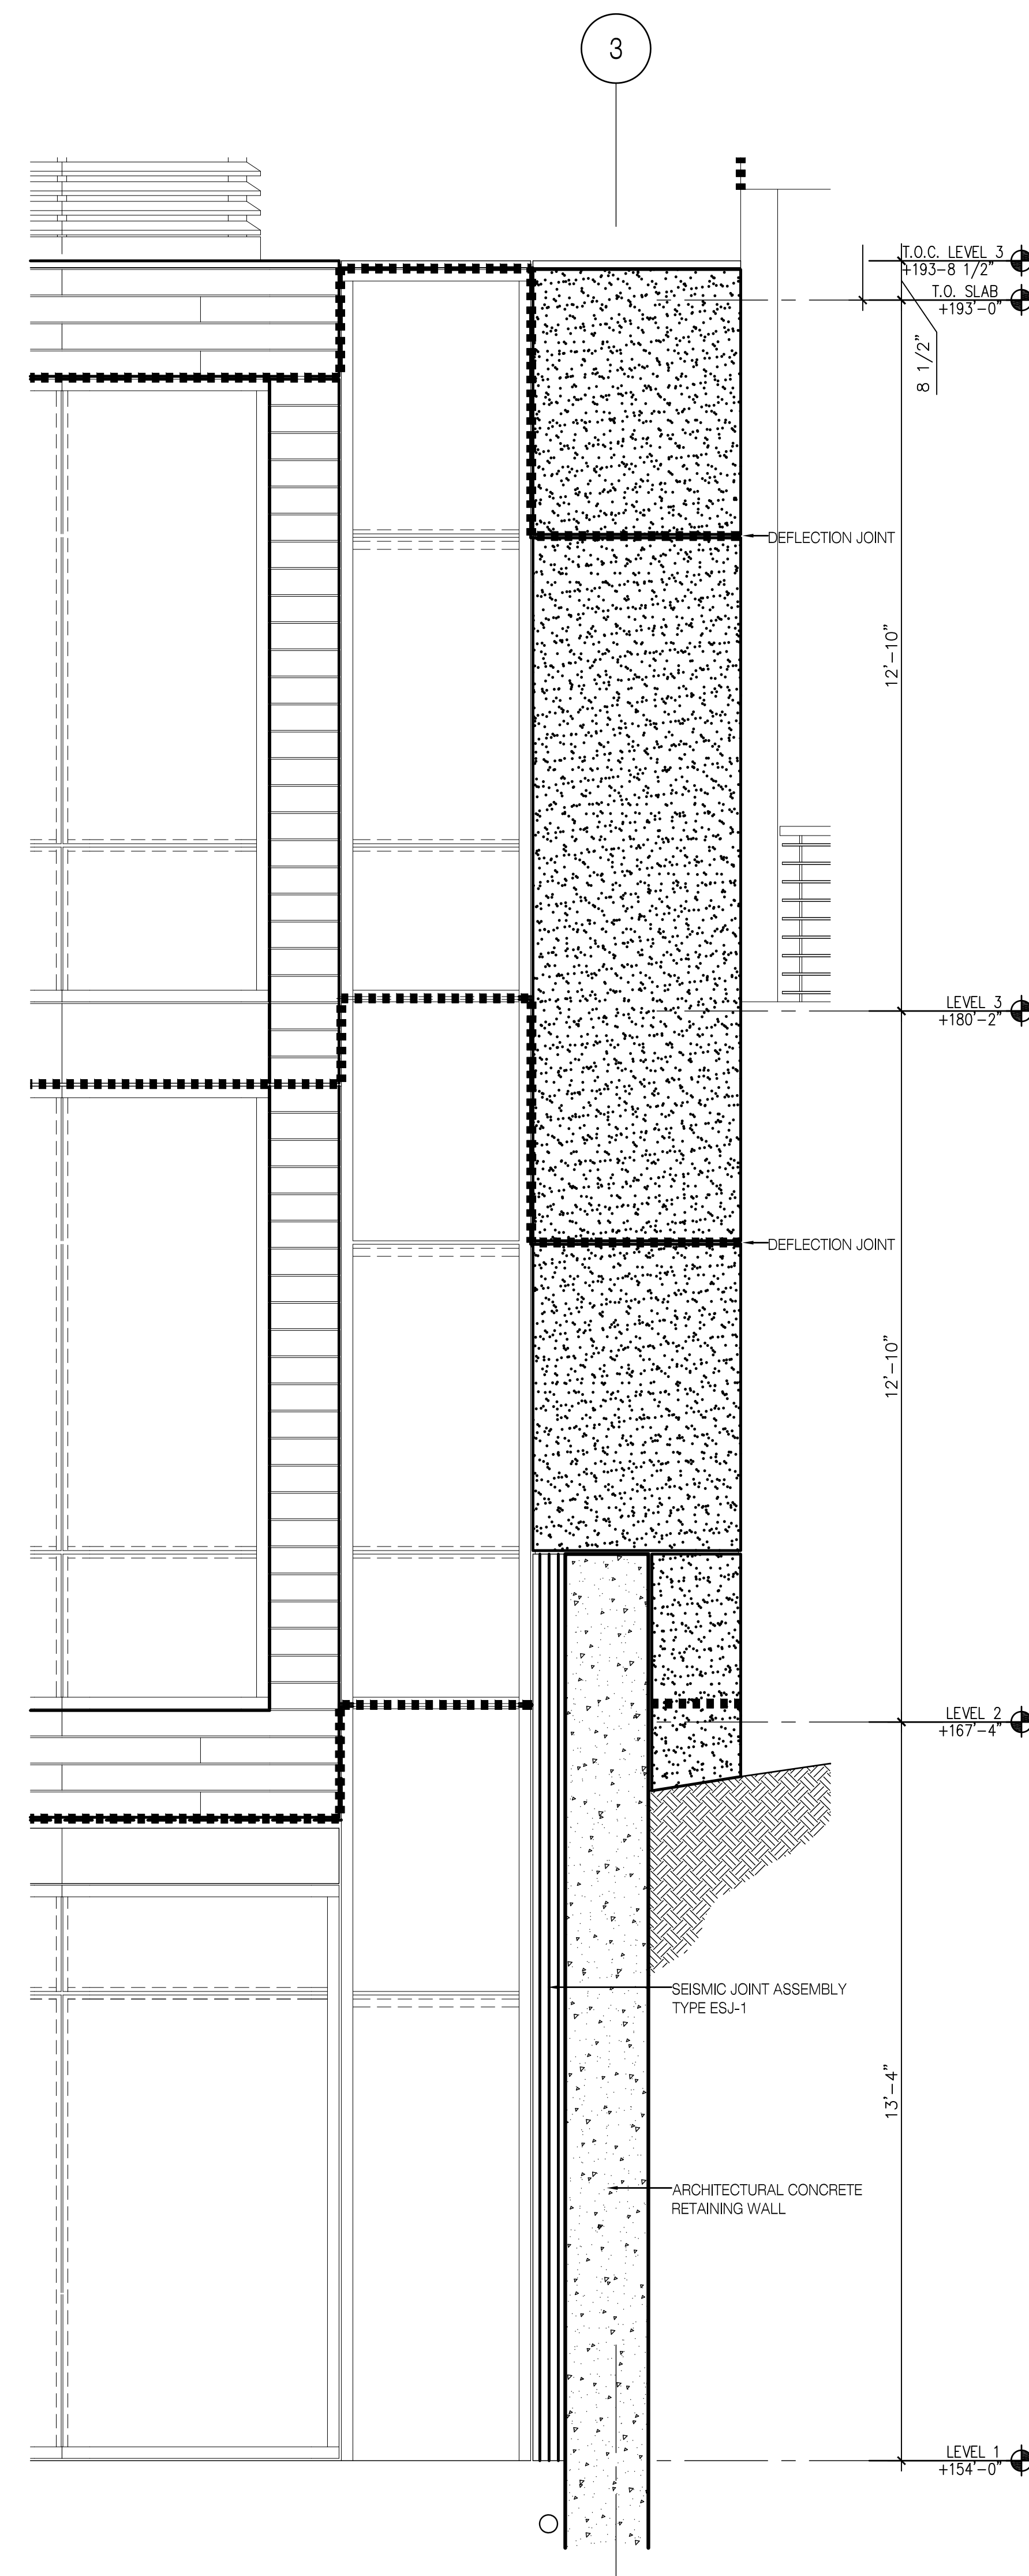 3
T.O.C. LEVEL 3
+193-8 1/2"
T.O. SLAB
+193'-0"
8 1/2"
DEFLECTION JOINT
12'-10"
LEVEL 3
+180'-2"
DEFLECTION JOINT
12'-10"
LEVEL 2
+167'-4"
SEISMIC JOINT ASSEMBLY
TYPE ESJ-1
13'-4"
ARCHITECTURAL CONCRETE
RETAINING WALL
LEVEL 1
+154'-0"